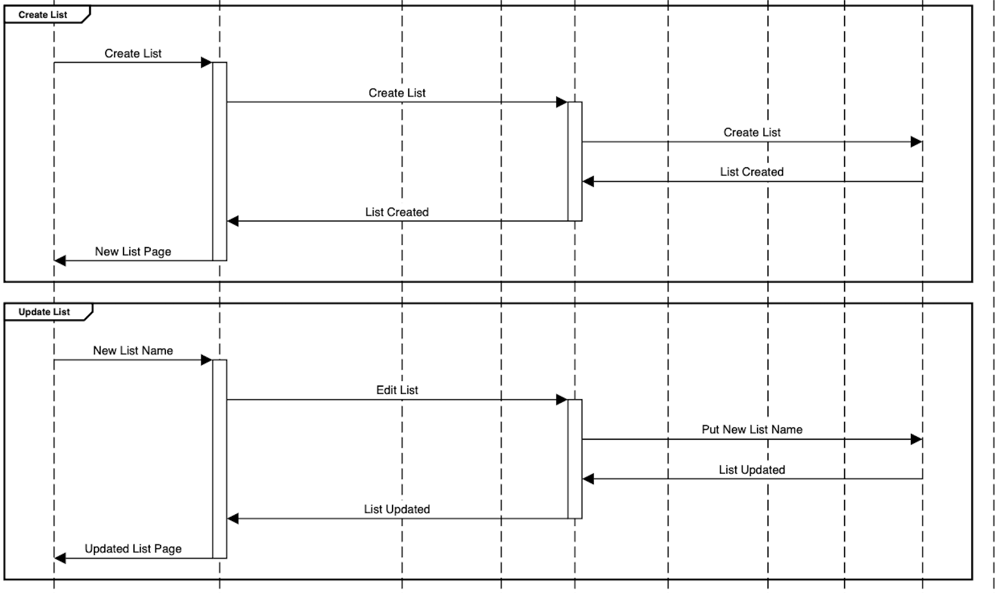 Create List
Create List
Create List
Create List
List Created
List Created
New List Page
Update List
New List Name
Edit List
Put New List Name
List Updated
List Updated
Updated List Page